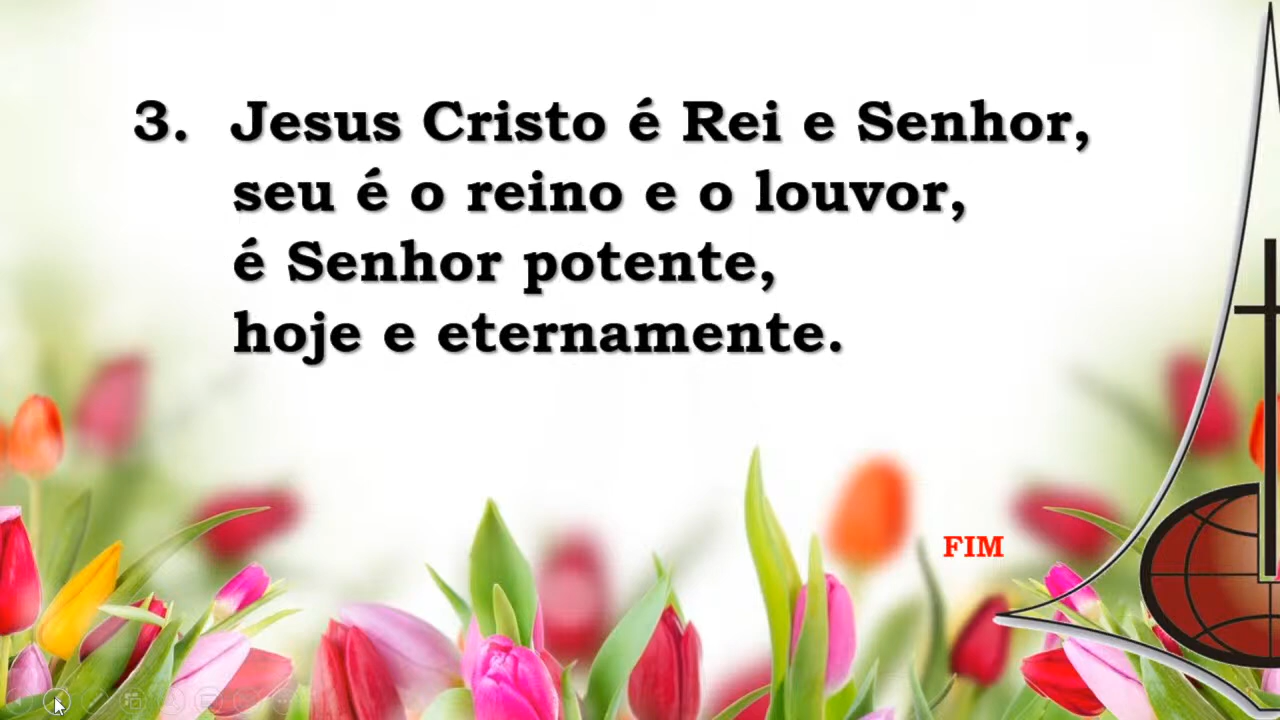 3. Jesus Cristo é Rei e Senhor,
seu é o reino e o louvor,
é Senhor potente,
hoje e eternamente.
FIM